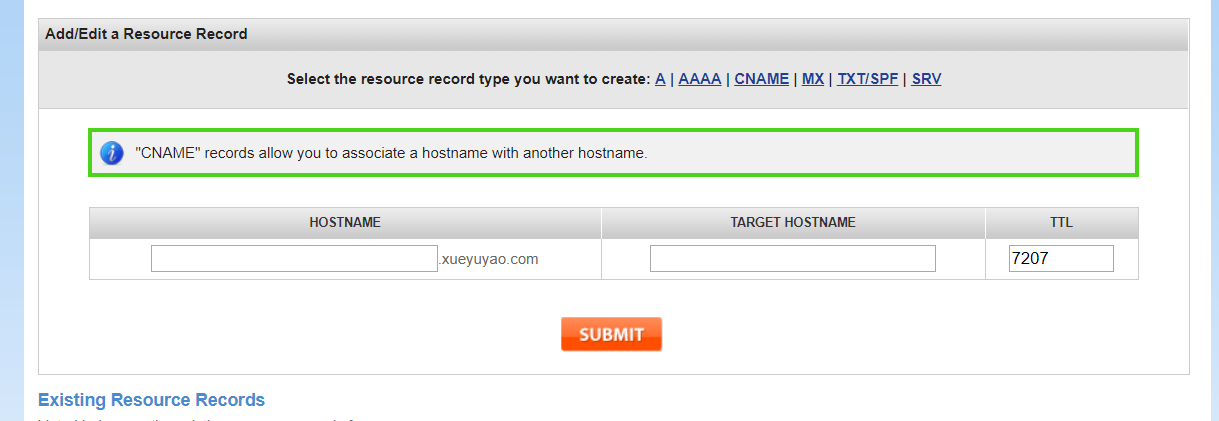 Add/Edit a Resource Record
Select the resource record type you want to create: A | AAAA | CNAME | MX | TXT/SPF | SRV
"CNAME" records allow you to associate a hostname with another hostname.
HOSTNAME TARGET HOSTNAME TTL
.xueyuyao.com 7207
SUBMIT
Existing Resource Records